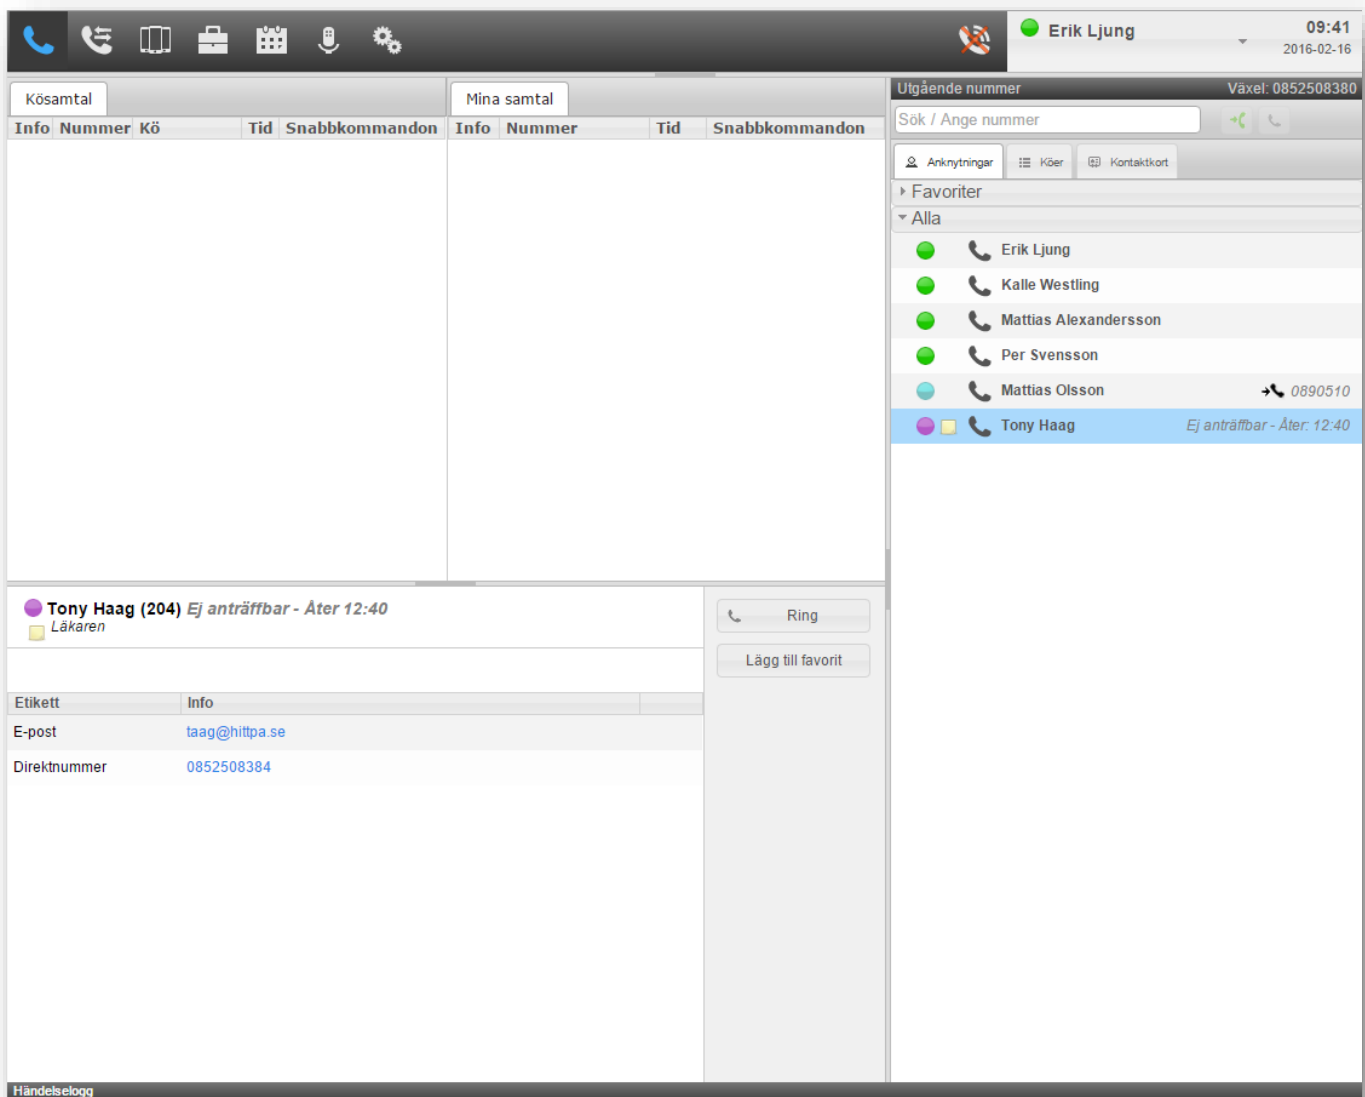 Erik Ljung
09:41
2016-02-16
Kösamtal
Mina samtal
Info Nummer Kö Tid Snabbkommandon
Info Nummer Tid Snabbkommandon
Utgående nummer Växel: 0852508380
Sök / Ange nummer
Anknytningar Köer Kontaktkort
Favoriter
Alla
Erik Ljung
Kalle Westling
Mattias Alexandersson
Per Svensson
Mattias Olsson 0890510
Tony Haag Ej anträffbar - Åter: 12:40
Tony Haag (204) Ej anträffbar - Åter 12:40
Läkaren
Ring
Lägg till favorit
Etikett Info
E-post taag@hittpa.se
Direktnummer 0852508384
Händelselogg